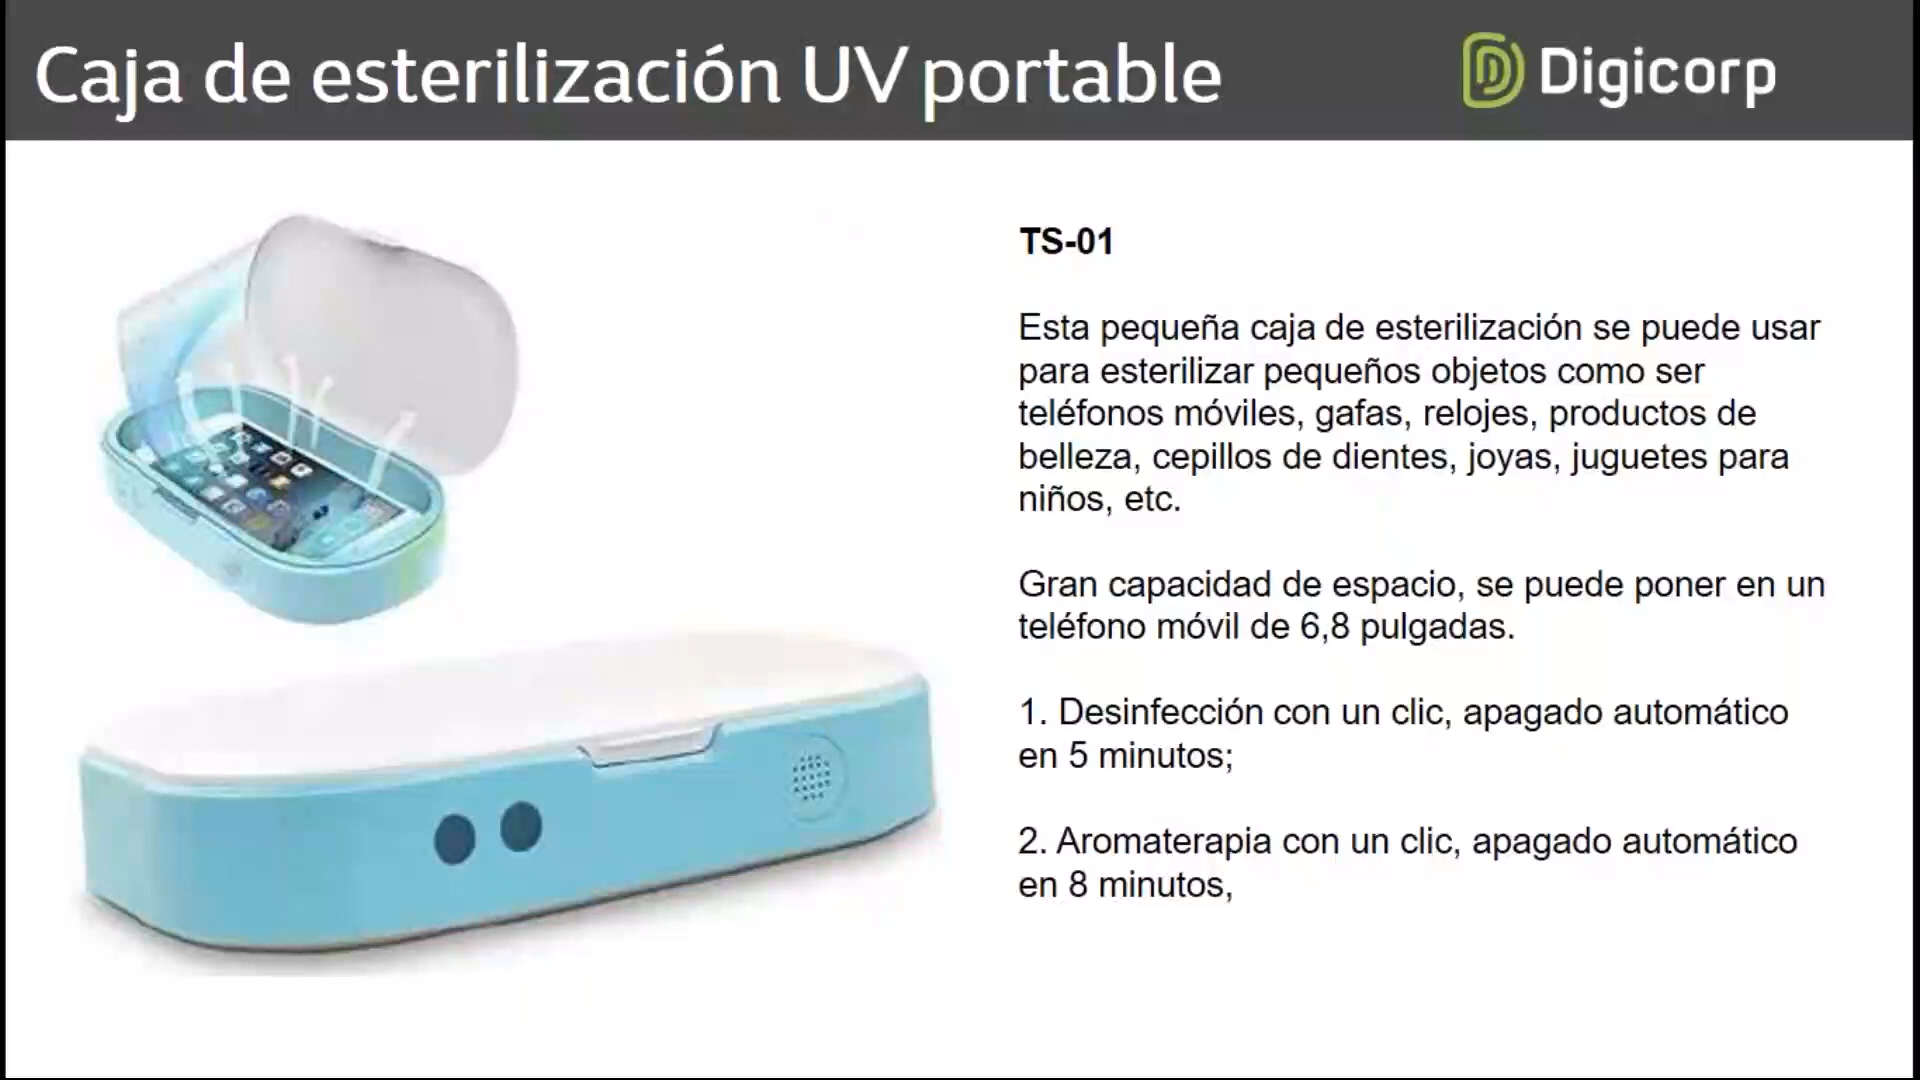 Caja de esterilización UV portable
Digicorp
TS-01
Esta pequeña caja de esterilización se puede usar
para esterilizar pequeños objetos como ser
teléfonos móviles, gafas, relojes, productos de
belleza, cepillos de dientes, joyas, juguetes para
niños, etc.
Gran capacidad de espacio, se puede poner en un
teléfono móvil de 6,8 pulgadas.
1. Desinfección con un clic, apagado automático
en 5 minutos;
2. Aromaterapia con un clic, apagado automático
en 8 minutos,